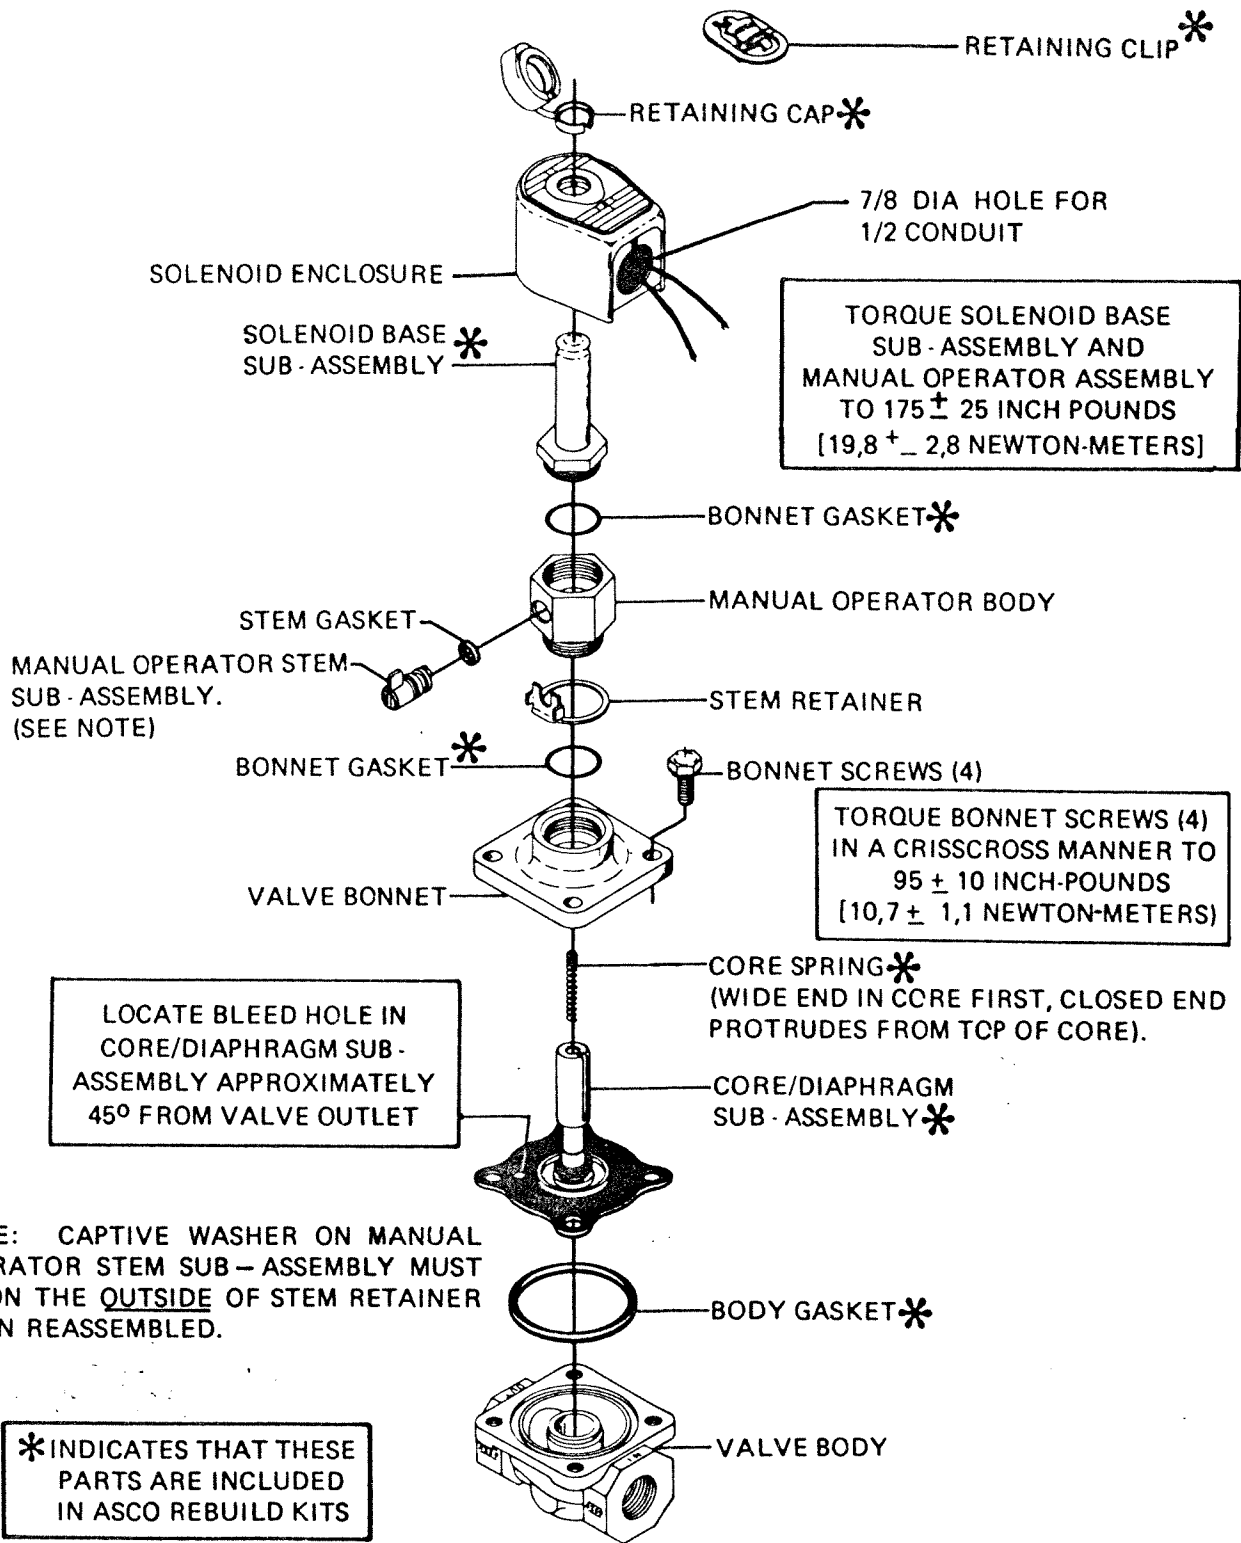 RETAINING CLIP*
RETAINING CAP*
7/8 DIA HOLE FOR
1/2 CONDUIT
SOLENOID ENCLOSURE
TORQUE SOLENOID BASE
SUB-ASSEMBLY AND
MANUAL OPERATOR ASSEMBLY
TO 175 ± 25 INCH POUNDS
[19,8 +_ 2,8 NEWTON-METERS]
SOLENOID BASE *
SUB-ASSEMBLY
BONNET GASKET*
MANUAL OPERATOR BODY
STEM GASKET
MANUAL OPERATOR STEM
SUB-ASSEMBLY.
(SEE NOTE)
STEM RETAINER
BONNET GASKET*
BONNET SCREWS (4)
TORQUE BONNET SCREWS (4)
IN A CRISSCROSS MANNER TO
95 ± 10 INCH-POUNDS
[10,7 ± 1,1 NEWTON-METERS)
VALVE BONNET
CORE SPRING*
(WIDE END IN CORE FIRST, CLOSED END
PROTRUDES FROM TOP OF CORE).
LOCATE BLEED HOLE IN
CORE/DIAPHRAGM SUB-
ASSEMBLY APPROXIMATELY
45° FROM VALVE OUTLET
CORE/DIAPHRAGM
SUB-ASSEMBLY*
E: CAPTIVE WASHER ON MANUAL
RATOR STEM SUB–ASSEMBLY MUST
ON THE OUTSIDE OF STEM RETAINER
N REASSEMBLED.
BODY GASKET*
VALVE BODY
*INDICATES THAT THESE
PARTS ARE INCLUDED
IN ASCO REBUILD KITS